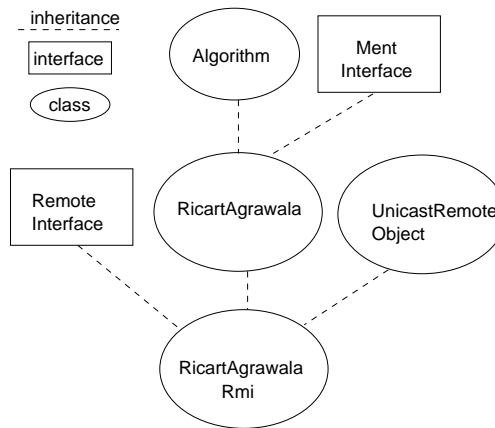 inheritance
interface
class
Algorithm
Ment
Interface
Remote
Interface
RicartAgrawala
UnicastRemote
Object
RicartAgrawala
Rmi